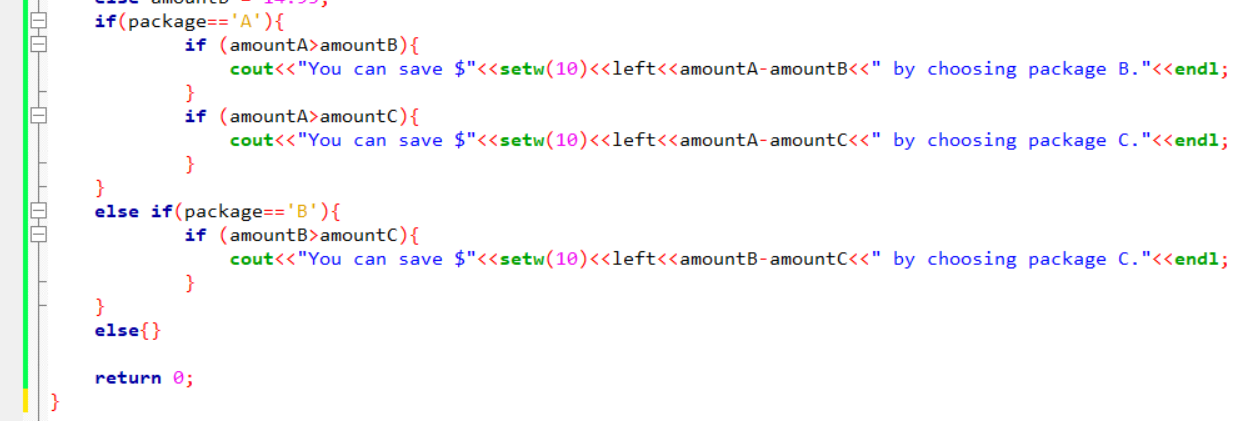 if(package=='A'){
if (amountA>amountB){
cout<<"You can save $"<<setw(10)<<left<<amountA-amountB<<" by choosing package B."<<endl;
}
if (amountA>amountC){
cout<<"You can save $"<<setw(10)<<left<<amountA-amountC<<" by choosing package C."<<endl;
}
}
else if(package=='B'){
if (amountB>amountC){
cout<<"You can save $"<<setw(10)<<left<<amountB-amountC<<" by choosing package C."<<endl;
}
}
else{}
return 0;
}